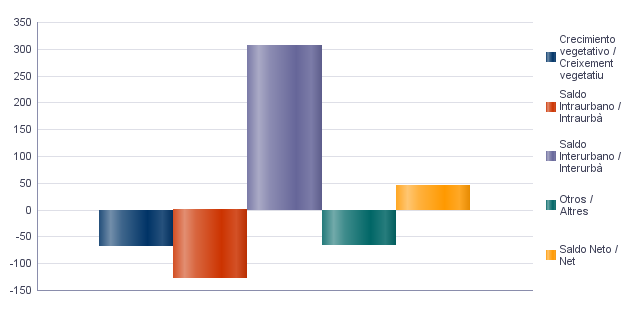 350
300
250
200
150
100
50
0
-50
-100
-150
Crecimiento
vegetativo /
Creixement
vegetatiu
Saldo
Intraurbano /
Intraurbà
Saldo
Interurbano /
Interurbà
Otros /
Altres
Saldo Neto /
Net